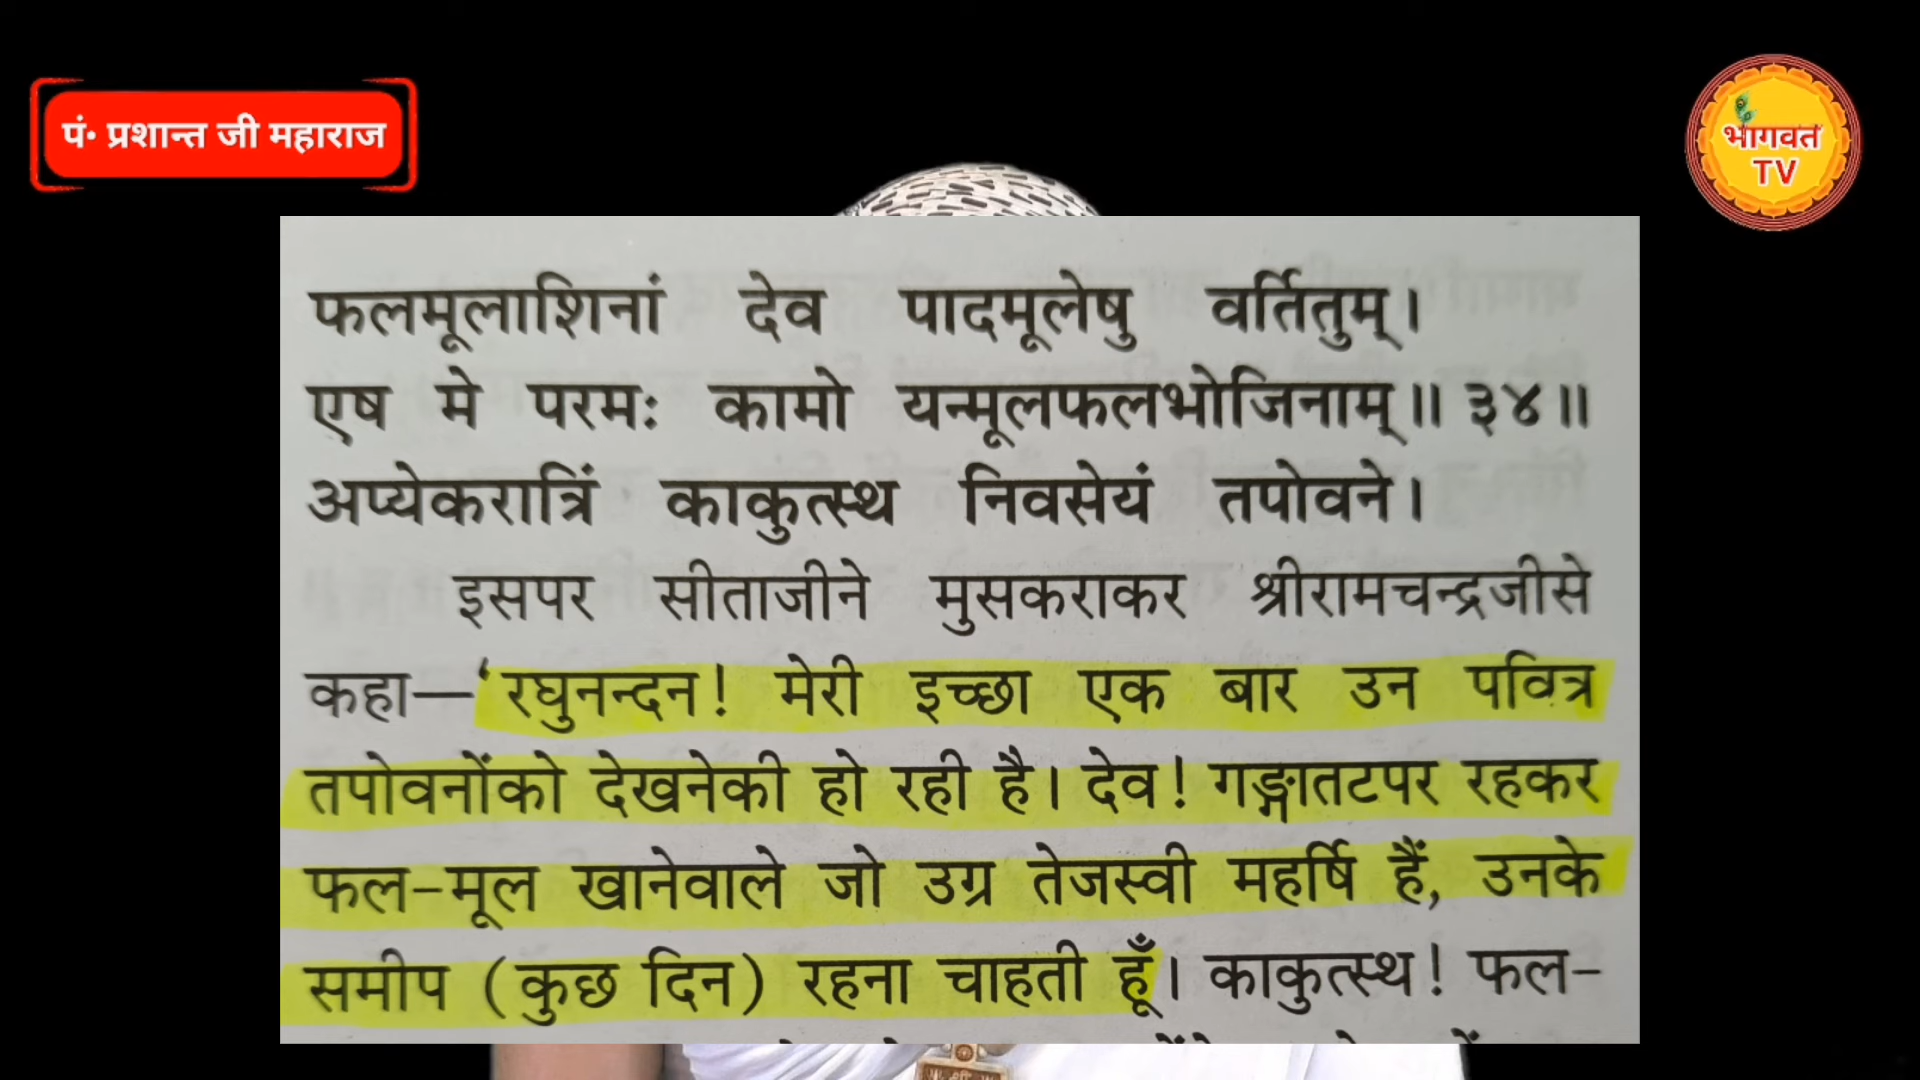 पं॰ प्रशान्त जी महाराज
भागवत
TV
फलमूलाशिनां देव पादमूलेषु वर्तितुम्।
एष मे परमः कामो यन्मूलफलभोजिनाम्॥ ३४॥
अप्येकरात्रिं काकुत्स्थ निवसेयं तपोवने।
इसपर सीताजीने मुसकराकर श्रीरामचन्द्रजीसे
कहा—‘रघुनन्दन! मेरी इच्छा एक बार उन पवित्र
तपोवनोंको देखनेकी हो रही है। देव! गङ्गातटपर रहकर
फल-मूल खानेवाले जो उग्र तेजस्वी महर्षि हैं, उनके
समीप (कुछ दिन) रहना चाहती हूँ। काकुत्स्थ! फल-